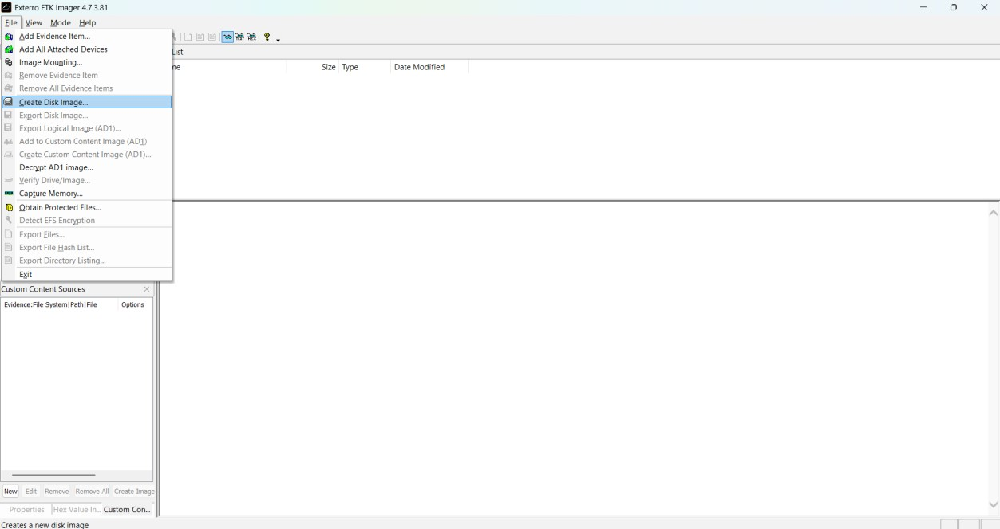 Exterro FTK Imager 4.7.3.81
File View Mode Help
Add Evidence Item...
Add All Attached Devices
Image Mounting...
Remove Evidence Item
Remove All Evidence Items
Create Disk Image...
Export Disk Image...
Export Logical Image (AD1)...
Add to Custom Content Image (AD1)
Create Custom Content Image (AD1)...
Decrypt AD1 image...
Verify Drive/Image...
Capture Memory...
Obtain Protected Files...
Detect EFS Encryption
Export Files...
Export File Hash List...
Export Directory Listing...
Exit
List
me Size Type Date Modified
Custom Content Sources
Evidence:File System|Path|File Options
New Edit Remove Remove All Create Image
Properties Hex Value In... Custom Con...
Creates a new disk image